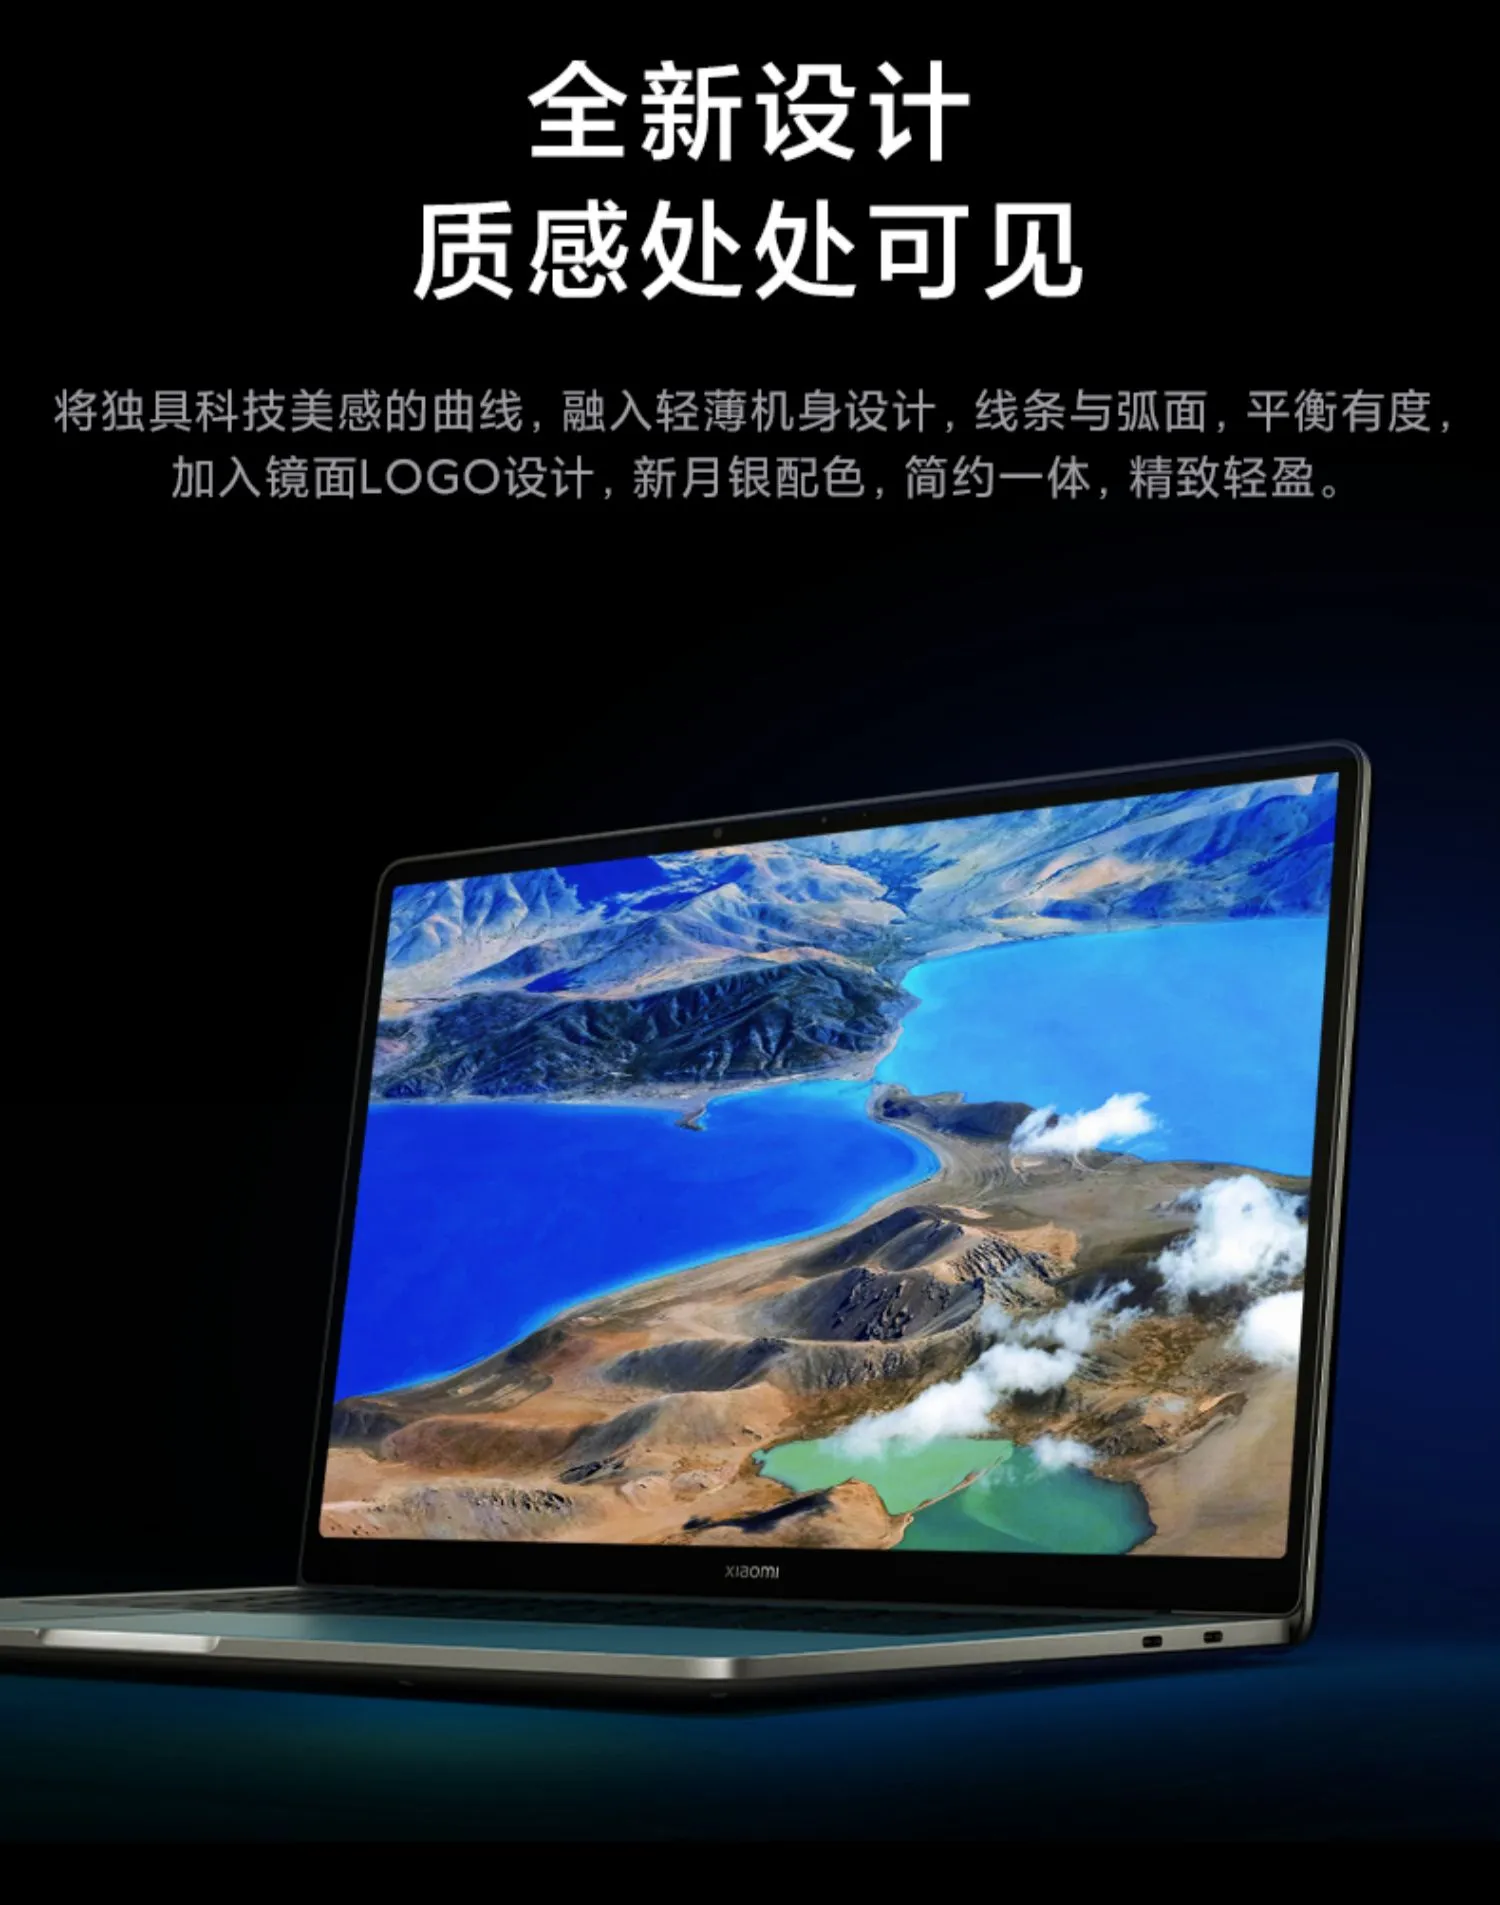 全新设计
质感处处可见
将独具科技美感的曲线，融入轻薄机身设计，线条与弧面，平衡有度，
加入镜面LOGO设计，新月银配色，简约一体，精致轻盈。
xiaomi